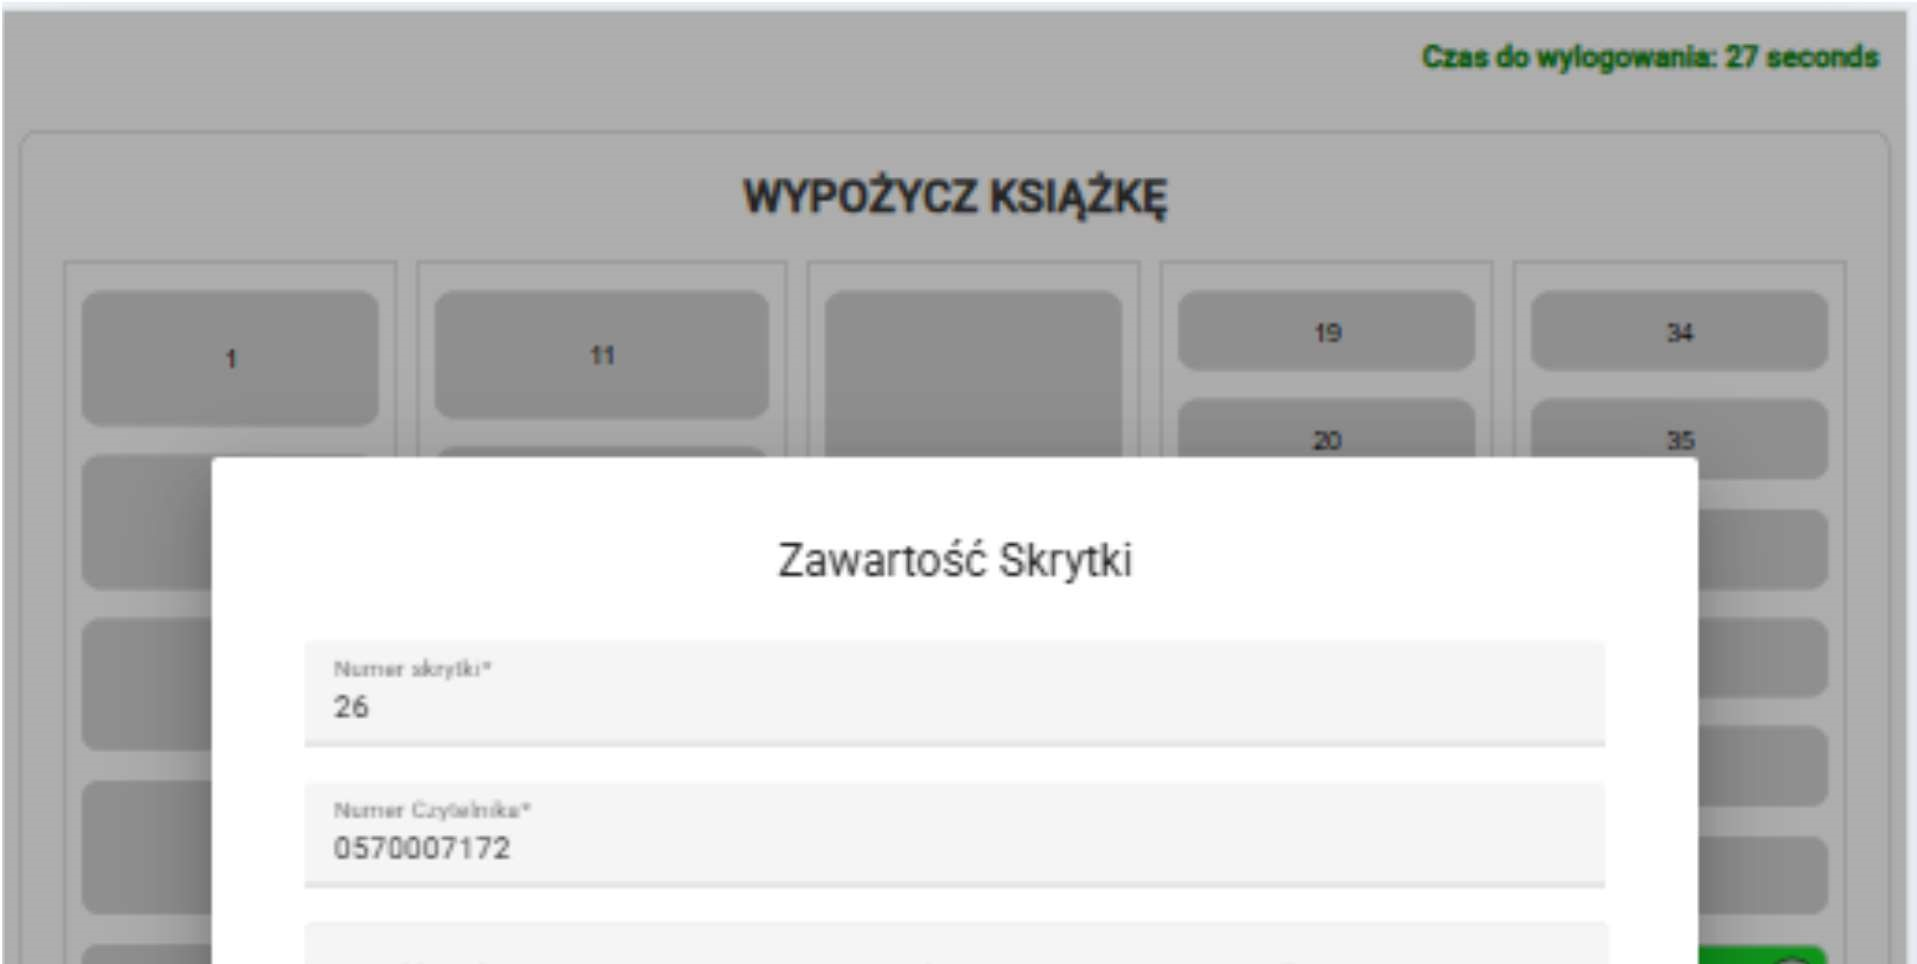 Czas do wylogowania: 27 seconds
WYPOŻYCZ KSIĄŻKĘ
1
11
19
34
20
35
Zawartość Skrytki
Numer skrytki*
26
Numer Czytelnika*
0570007172